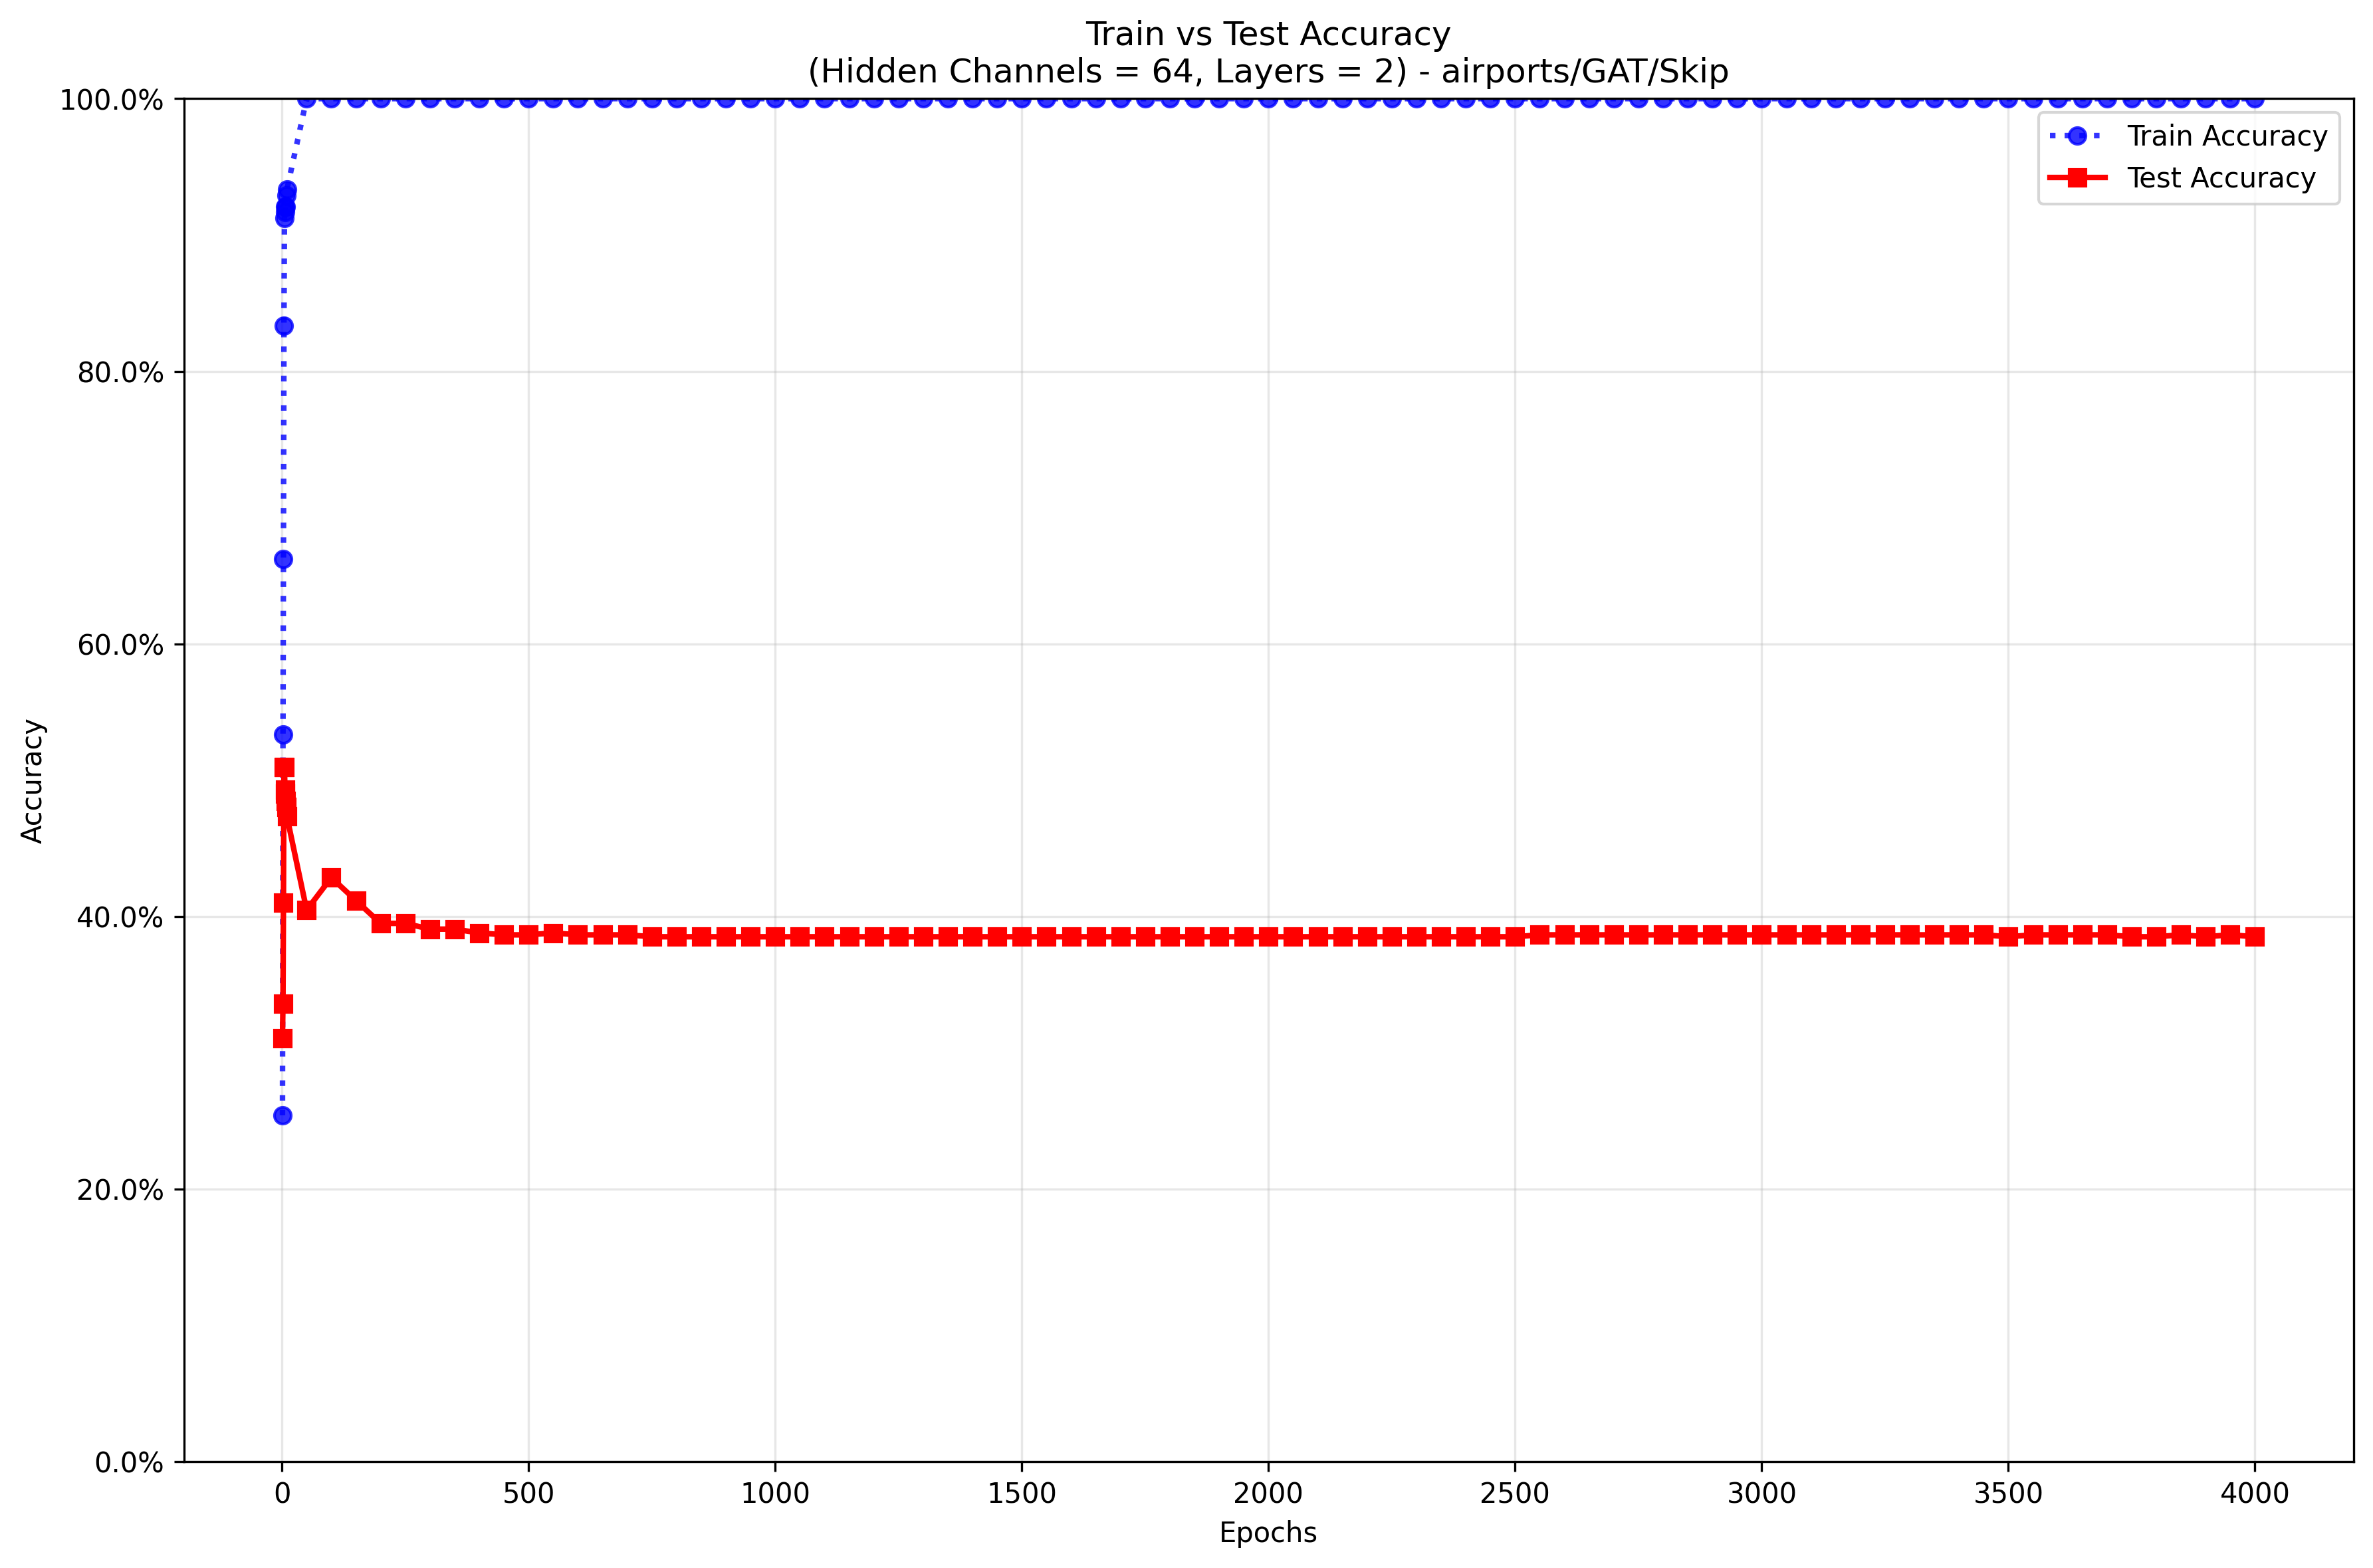 Train vs Test Accuracy
(Hidden Channels = 64, Layers = 2) - airports/GAT/Skip
100.0%
80.0%
60.0%
40.0%
20.0%
0.0%
Accuracy
Train Accuracy
Test Accuracy
0
500
1000
1500
2000
2500
3000
3500
4000
Epochs